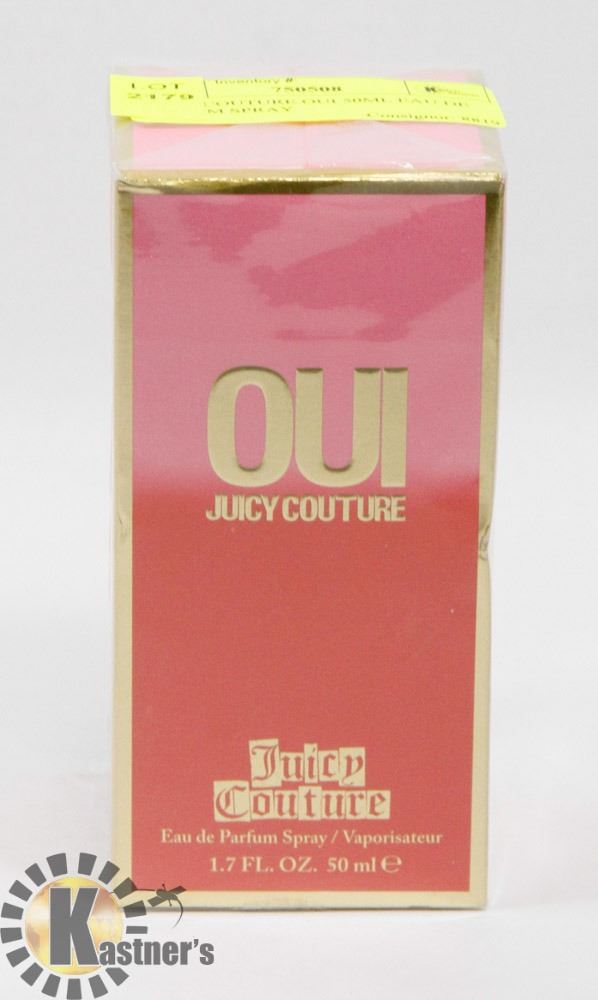 LOT
2179
Inventory #
750508
COUTURE OUI 50ML EAU DE
M SPRAY
Consignor: 8819
OUI
JUICY COUTURE
Juicy
Couture
Eau de Parfum Spray / Vaporisateur
1.7 FL. OZ. 50 ml e
KASTNER'S